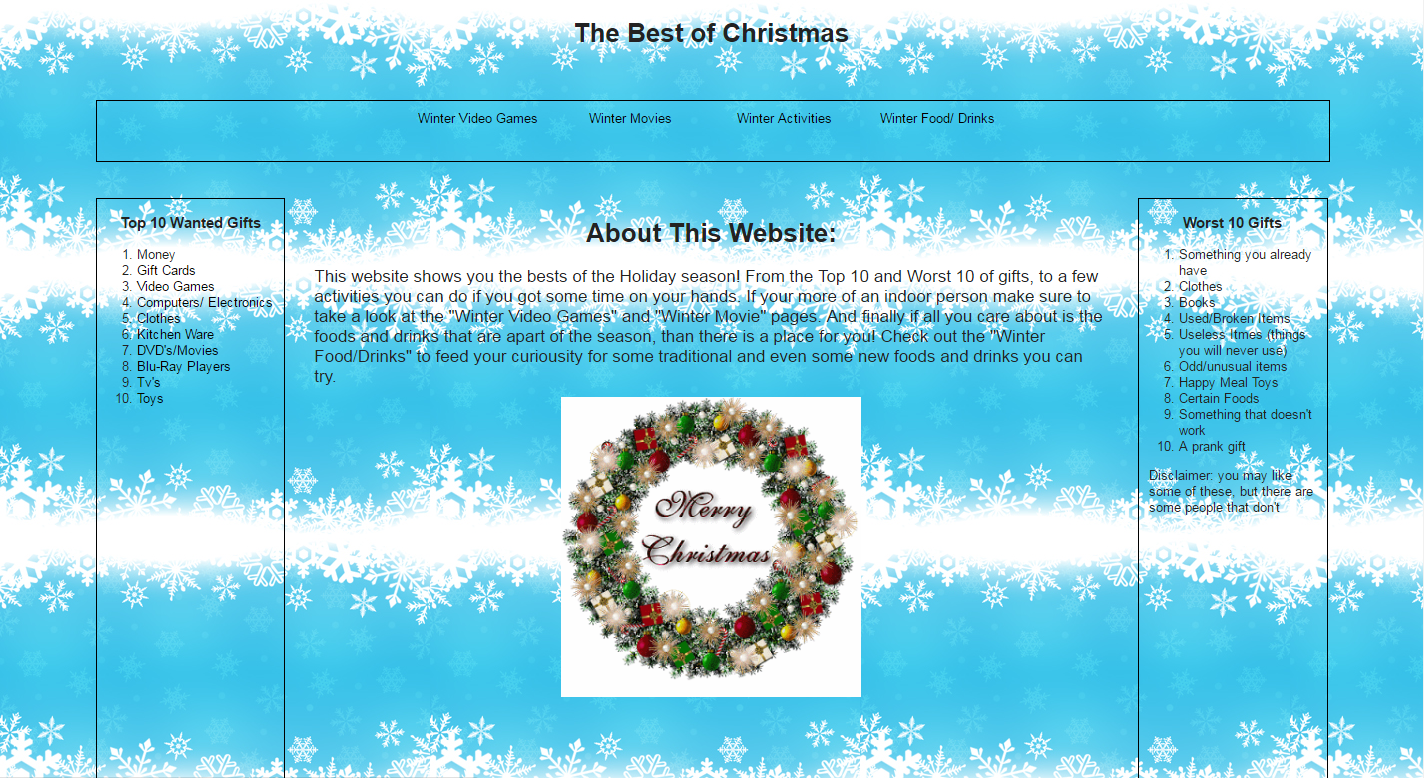 The Best of Christmas
Winter Video Games Winter Movies Winter Activities Winter Food/ Drinks
Top 10 Wanted Gifts
1. Money
2. Gift Cards
3. Video Games
4. Computers/ Electronics
5. Clothes
6. Kitchen Ware
7. DVD's/Movies
8. Blu-Ray Players
9. Tv's
10. Toys
About This Website:
This website shows you the bests of the Holiday season! From the Top 10 and Worst 10 of gifts, to a few
activities you can do if you got some time on your hands. If your more of an indoor person make sure to
take a look at the "Winter Video Games" and "Winter Movie" pages. And finally if all you care about is the
foods and drinks that are apart of the season, than there is a place for you! Check out the "Winter
Food/Drinks" to feed your curiousity for some traditional and even some new foods and drinks you can
try.
Merry
Christmas
Worst 10 Gifts
1. Something you already
have
2. Clothes
3. Books
4. Used/Broken Items
5. Useless Itmes (things
you will never use)
6. Odd/unusual items
7. Happy Meal Toys
8. Certain Foods
9. Something that doesn't
work
10. A prank gift
Disclaimer: you may like
some of these, but there are
some people that don't